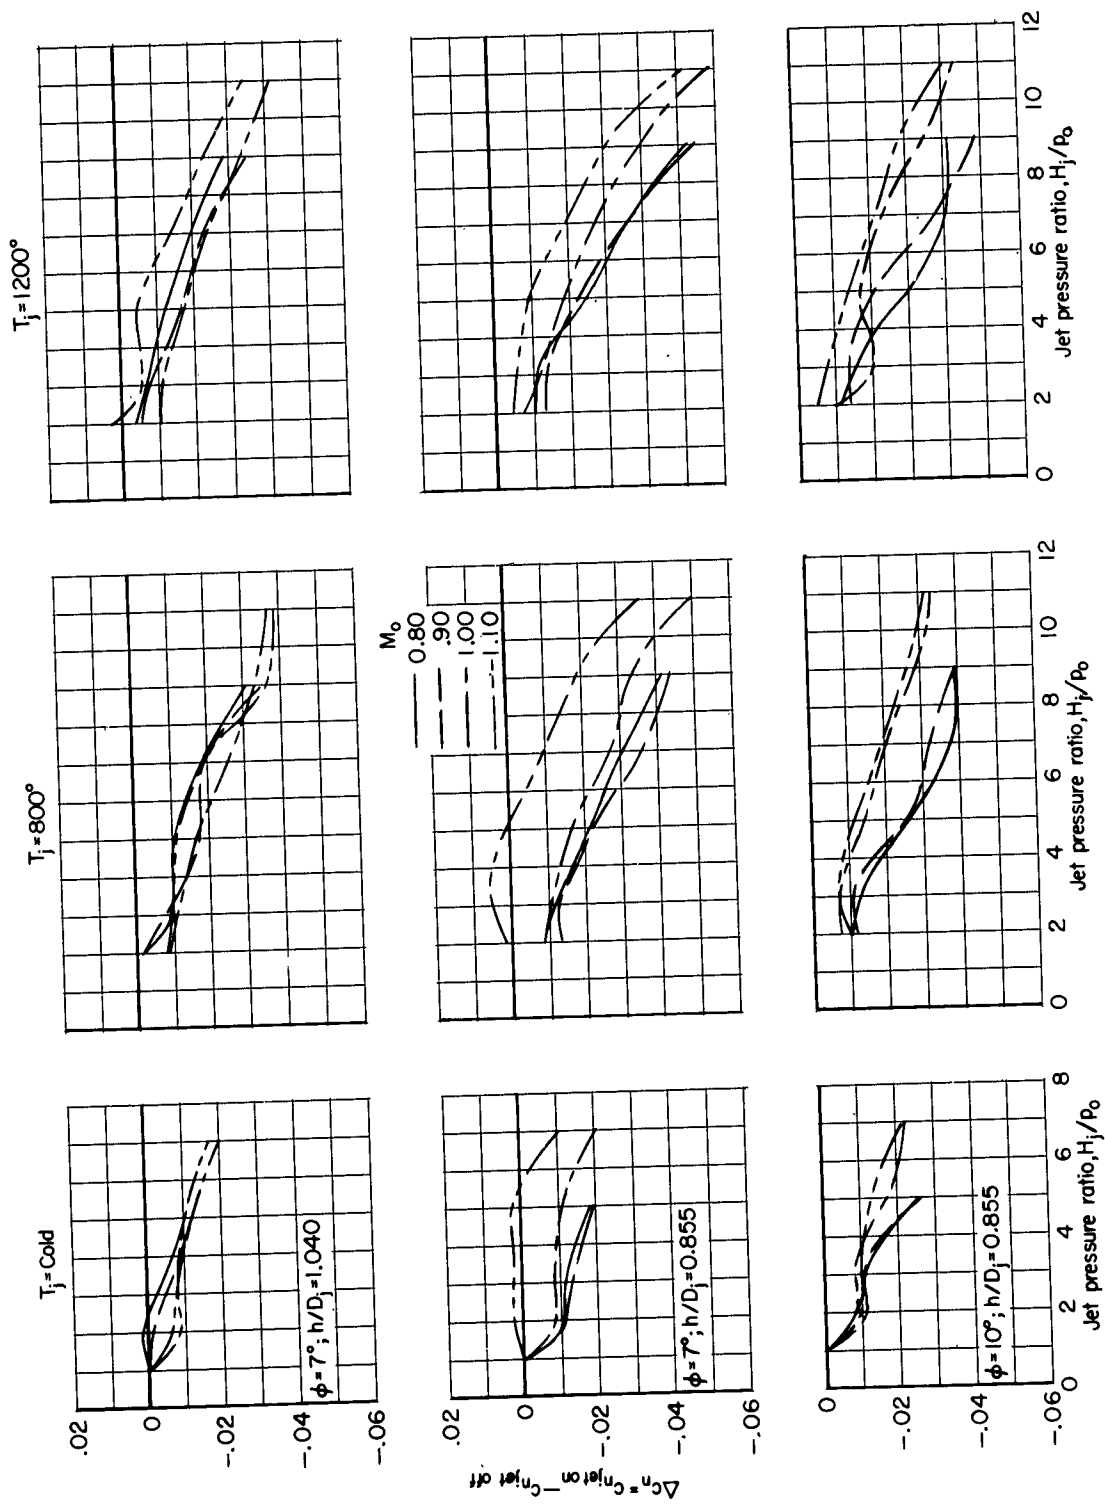 T_j=Cold
T_j=800°
T_j=1200°
.02
0
-.02
-.04
-.06
ϕ=7°; h/D_j=1.040
ΔC_n=C_n jet on −C_n jet off
.02
0
-.02
-.04
-.06
ϕ=7°; h/D_j=0.855
M_o
0.80
.90
1.00
1.10
0
-.02
-.04
-.06
ϕ=10°; h/D_j=0.855
0 2 4 6 8
Jet pressure ratio, H_j/p_o
0 2 4 6 8 10 12
Jet pressure ratio, H_j/p_o
0 2 4 6 8 10 12
Jet pressure ratio, H_j/p_o